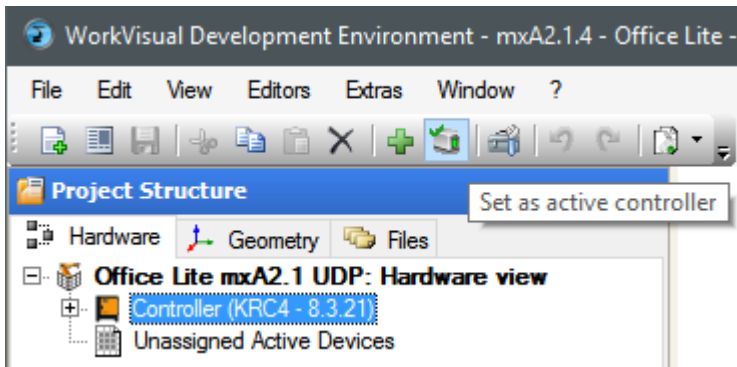 WorkVisual Development Environment - mxA2.1.4 - Office Lite -
File Edit View Editors Extras Window ?
Project Structure
Set as active controller
Hardware Geometry Files
Office Lite mxA2.1 UDP: Hardware view
Controller (KRC4 - 8.3.21)
Unassigned Active Devices